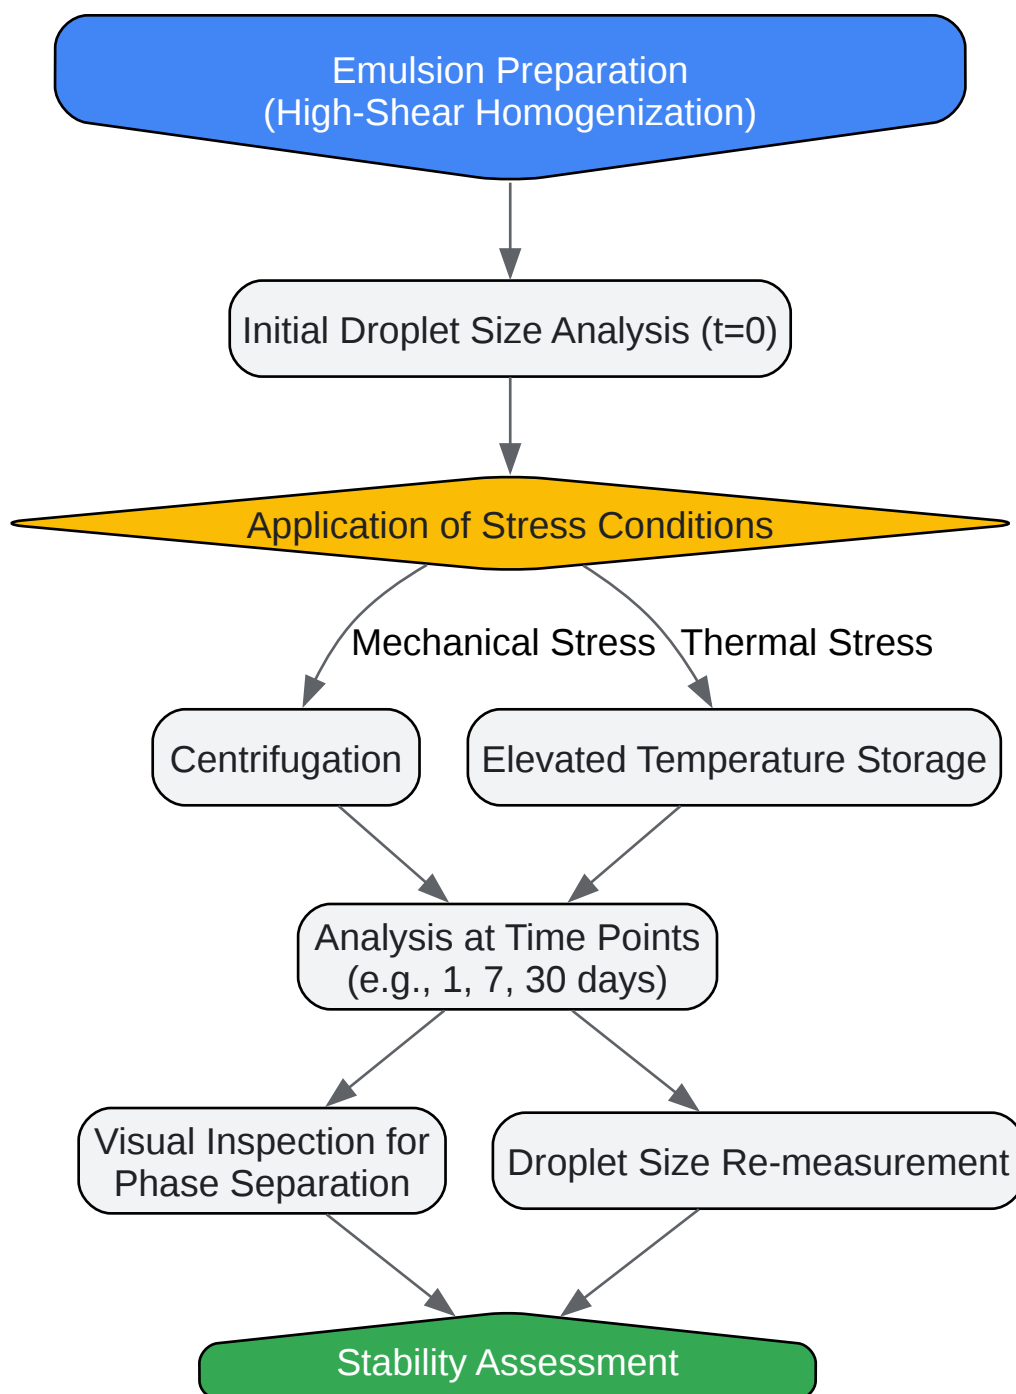 Emulsion Preparation
(High-Shear Homogenization)
Initial Droplet Size Analysis (t=0)
Application of Stress Conditions
Mechanical Stress
Thermal Stress
Centrifugation
Elevated Temperature Storage
Analysis at Time Points
(e.g., 1, 7, 30 days)
Visual Inspection for
Phase Separation
Droplet Size Re-measurement
Stability Assessment